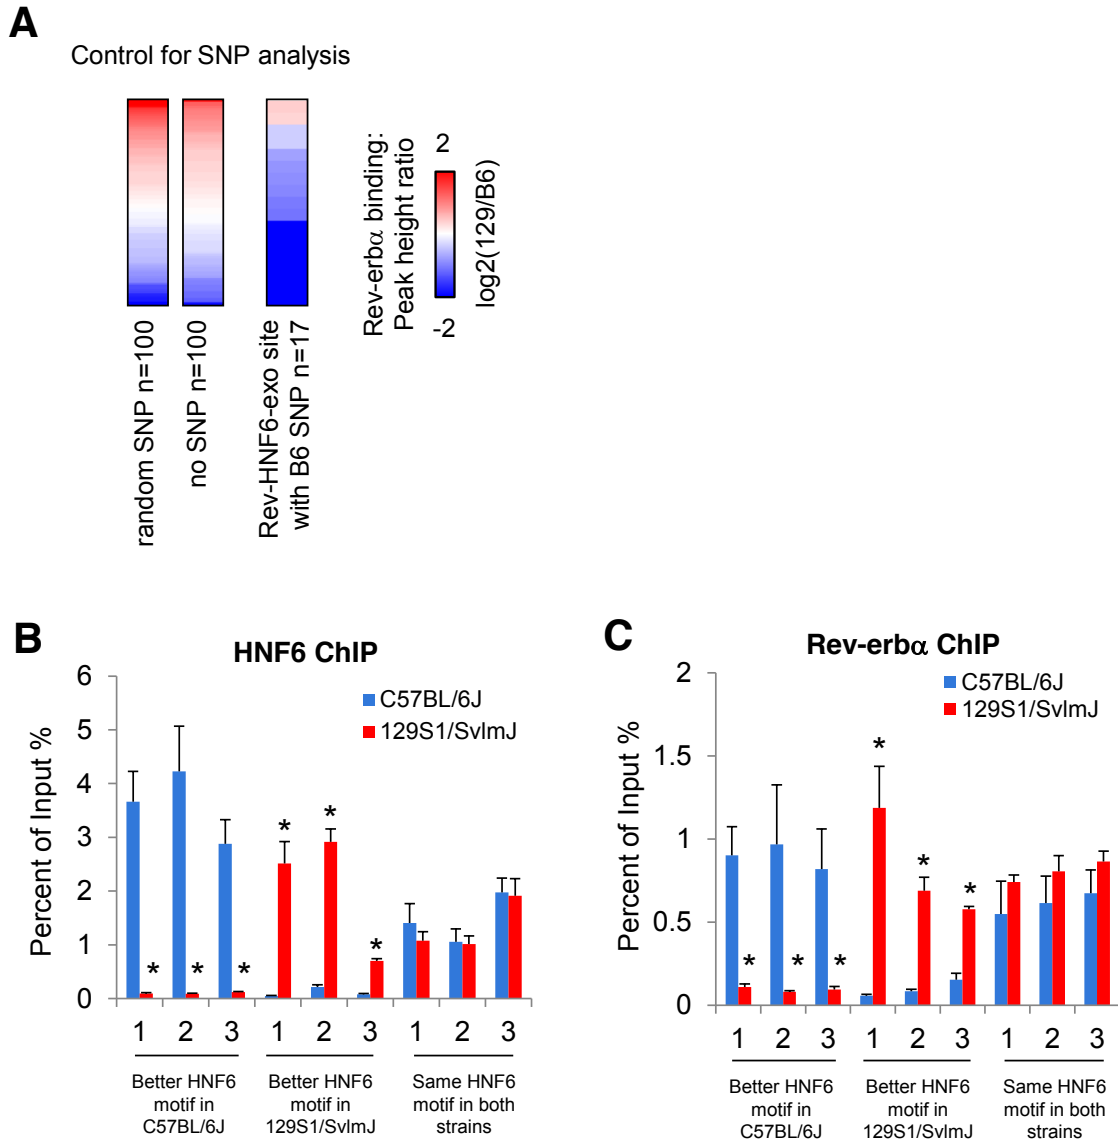 A
Control for SNP analysis
random SNP n=100
no SNP n=100
Rev-HNF6-exo site
with B6 SNP n=17
Rev-erbα binding:
Peak height ratio
2
-2
log2(129/B6)
B
HNF6 ChIP
C57BL/6J
129S1/SvlmJ
Percent of Input %
6
5
4
3
2
1
0
* * * * * *
1 2 3 1 2 3 1 2 3
Better HNF6
motif in
C57BL/6J
Better HNF6
motif in
129S1/SvlmJ
Same HNF6
motif in both
strains
C
Rev-erbα ChIP
C57BL/6J
129S1/SvlmJ
Percent of Input %
2
1.5
1
0.5
0
* * * * * *
1 2 3 1 2 3 1 2 3
Better HNF6
motif in
C57BL/6J
Better HNF6
motif in
129S1/SvlmJ
Same HNF6
motif in both
strains